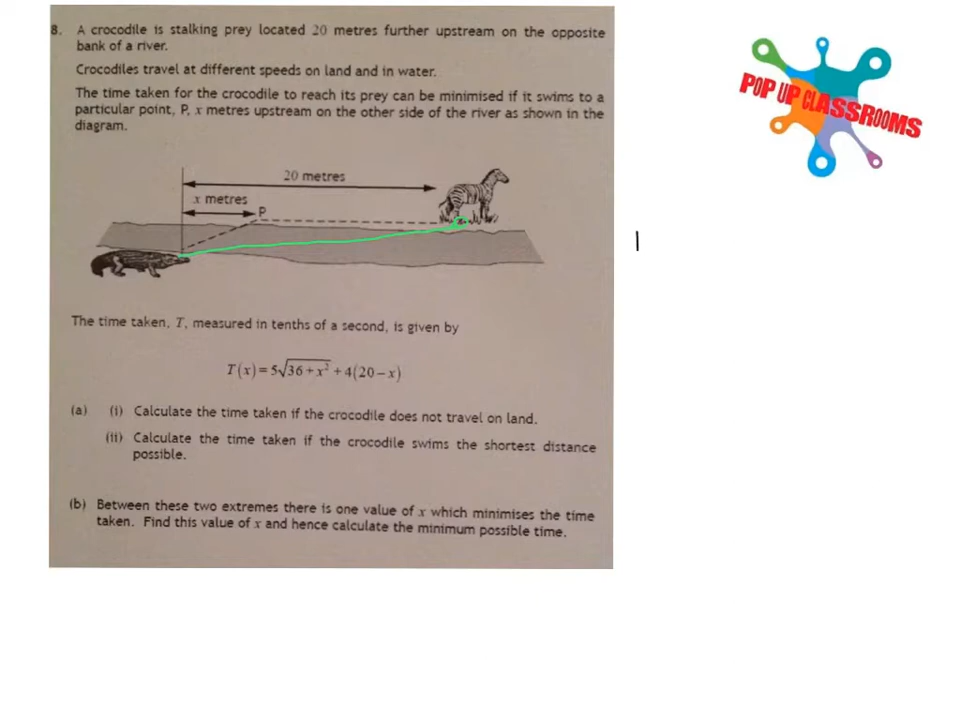 8. A crocodile is stalking prey located 20 metres further upstream on the opposite
bank of a river.
Crocodiles travel at different speeds on land and in water.
The time taken for the crocodile to reach its prey can be minimised if it swims to a
particular point, P, x metres upstream on the other side of the river as shown in the
diagram.
20 metres
x metres
P
The time taken, T, measured in tenths of a second, is given by
T(x) = 5√36 + x² + 4(20 – x)
(a) (i) Calculate the time taken if the crocodile does not travel on land.
(ii) Calculate the time taken if the crocodile swims the shortest distance
possible.
(b) Between these two extremes there is one value of x which minimises the time
taken. Find this value of x and hence calculate the minimum possible time.
POP UP CLASSROOMS